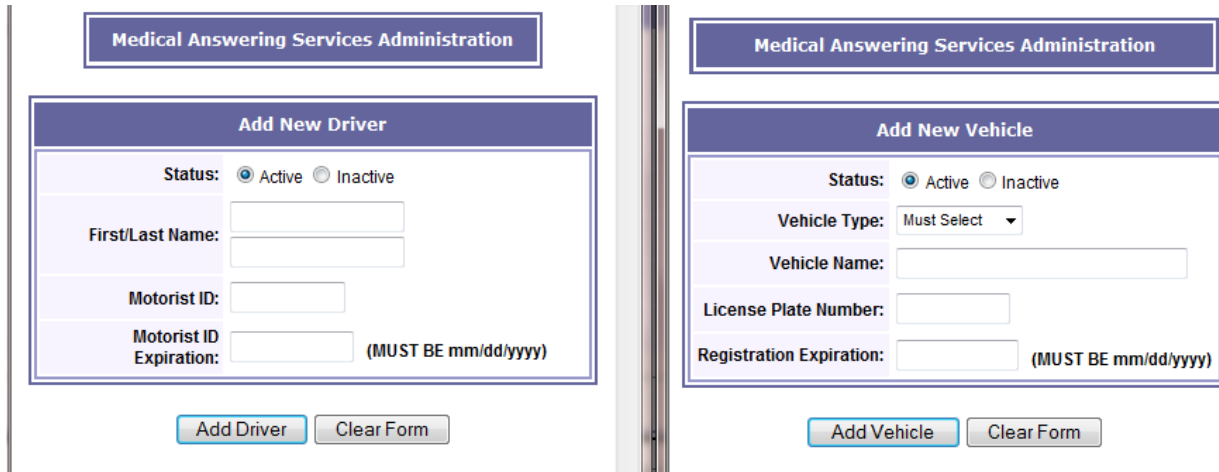 Medical Answering Services Administration
Add New Driver
Status: Active Inactive
First/Last Name:
Motorist ID:
Motorist ID
Expiration: (MUST BE mm/dd/yyyy)
Add Driver Clear Form
Medical Answering Services Administration
Add New Vehicle
Status: Active Inactive
Vehicle Type: Must Select
Vehicle Name:
License Plate Number:
Registration Expiration: (MUST BE mm/dd/yyyy)
Add Vehicle Clear Form